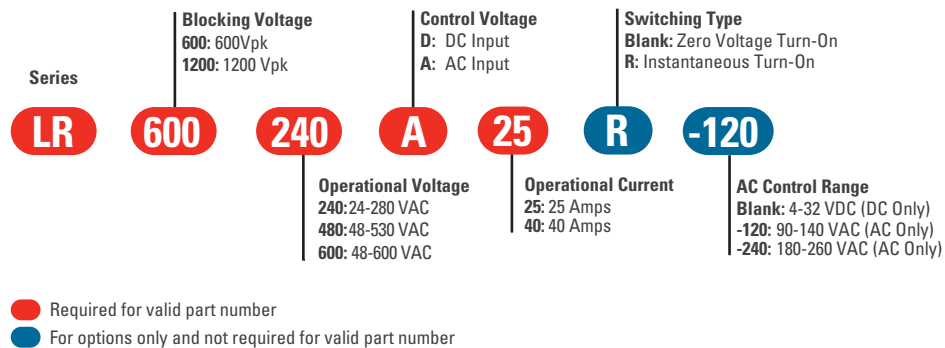 Blocking Voltage
600: 600Vpk
1200: 1200 Vpk
Control Voltage
D: DC Input
A: AC Input
Switching Type
Blank: Zero Voltage Turn-On
R: Instantaneous Turn-On
Series
LR 600 240 A 25 R -120
Operational Voltage
240: 24-280 VAC
480: 48-530 VAC
600: 48-600 VAC
Operational Current
25: 25 Amps
40: 40 Amps
AC Control Range
Blank: 4-32 VDC (DC Only)
-120: 90-140 VAC (AC Only)
-240: 180-260 VAC (AC Only)
Required for valid part number
For options only and not required for valid part number